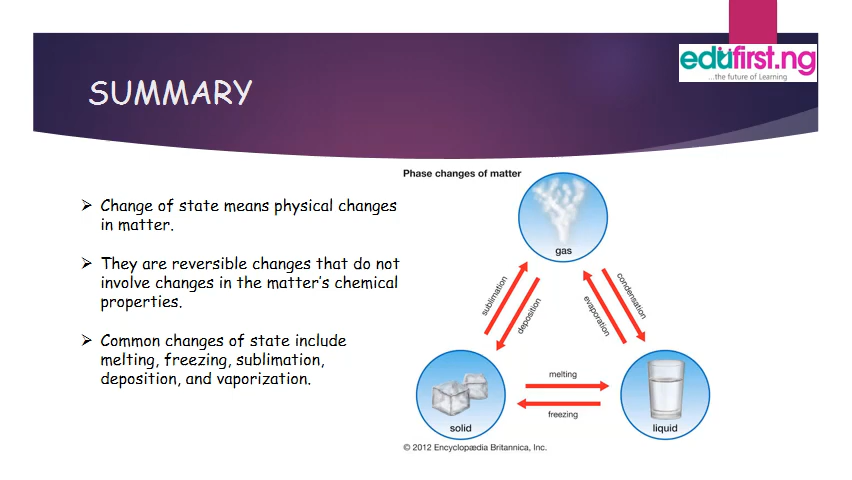 edufirst.ng
...the future of Learning
SUMMARY
Phase changes of matter
➢ Change of state means physical changes
in matter.
➢ They are reversible changes that do not
involve changes in the matter's chemical
properties.
➢ Common changes of state include
melting, freezing, sublimation,
deposition, and vaporization.
gas
sublimation
deposition
condensation
evaporation
melting
freezing
solid
liquid
© 2012 Encyclopædia Britannica, Inc.